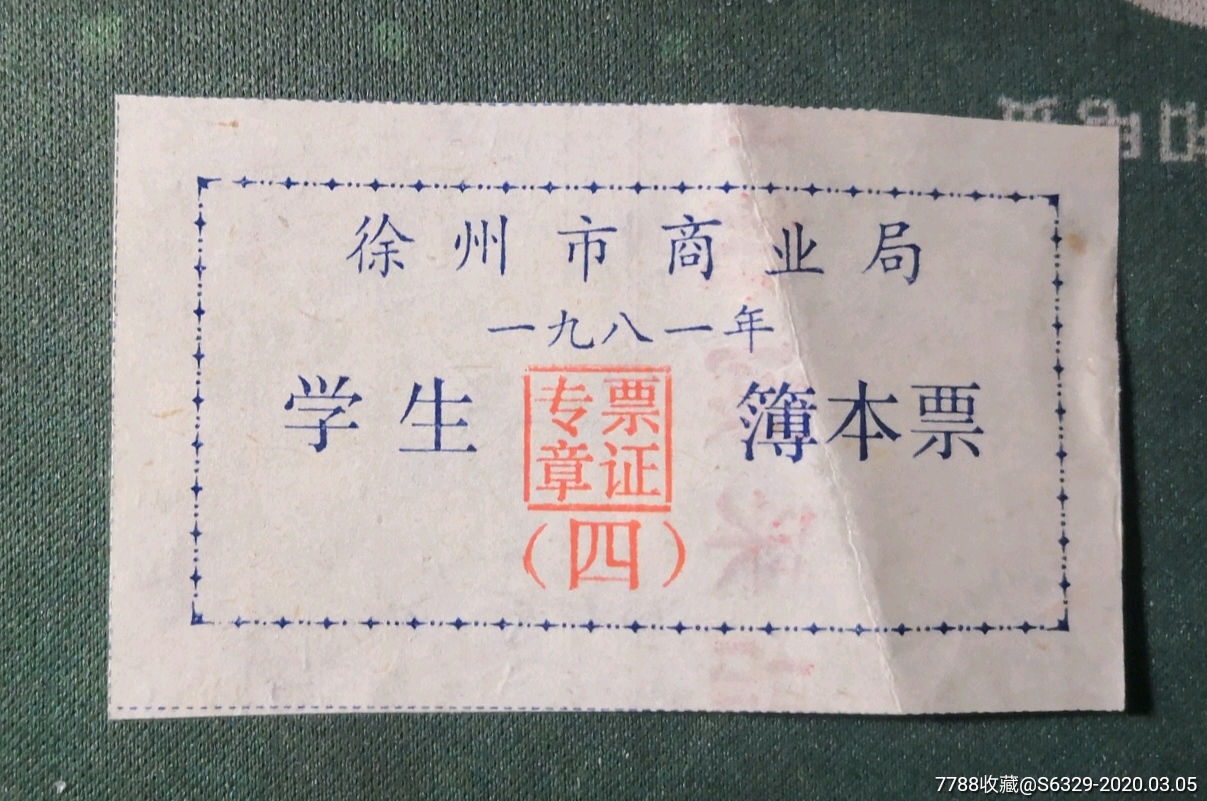 徐州市商业局
一九八一年
学生 簿本票
票证
专章
(四)
7788收藏@S6329-2020.03.05